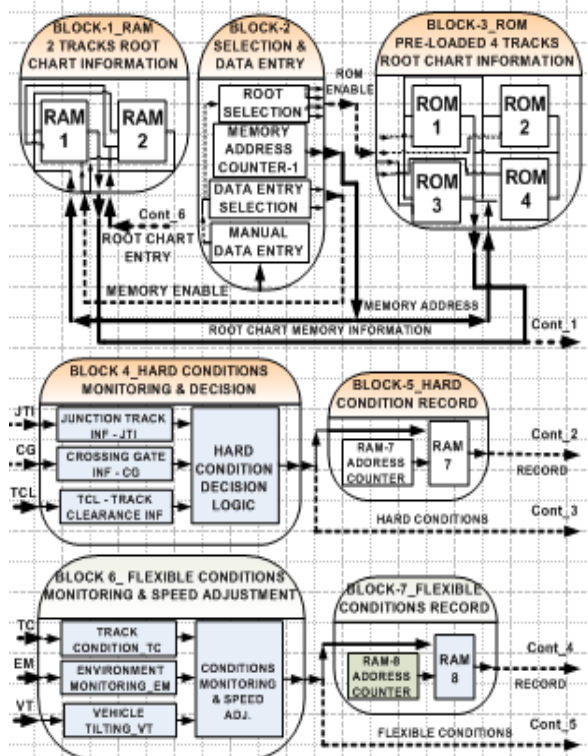 BLOCK-1_RAM
2 TRACKS ROOT
CHART INFORMATION
RAM
1
RAM
2
Cont_6
ROOT CHART
ENTRY
MEMORY ENABLE
BLOCK-2
SELECTION &
DATA ENTRY
ROOT
SELECTION
MEMORY
ADDRESS
COUNTER-1
DATA ENTRY
SELECTION
MANUAL
DATA ENTRY
ROM
ENABLE
BLOCK-3_ROM
PRE-LOADED 4 TRACKS
ROOT CHART INFORMATION
ROM
1
ROM
2
ROM
3
ROM
4
MEMORY ADDRESS
ROOT CHART MEMORY INFORMATION
Cont_1
BLOCK 4_HARD CONDITIONS
MONITORING & DECISION
JTI
CG
TCL
JUNCTION TRACK
INF - JTI
CROSSING GATE
INF - CG
TCL - TRACK
CLEARANCE INF
HARD
CONDITION
DECISION
LOGIC
BLOCK-5_HARD
CONDITION RECORD
RAM-7
ADDRESS
COUNTER
RAM
7
Cont_2
RECORD
Cont_3
HARD CONDITIONS
BLOCK 6_ FLEXIBLE CONDITIONS
MONITORING & SPEED ADJUSTMENT
TC
EM
VT
TRACK
CONDITION_TC
ENVIRONMENT
MONITORING_EM
VEHICLE
TILTING_VT
CONDITIONS
MONITORING
& SPEED
ADJ.
BLOCK-7_FLEXIBLE
CONDITIONS RECORD
RAM-8
ADDRESS
COUNTER
RAM
8
Cont_4
RECORD
Cont_5
FLEXIBLE CONDITIONS